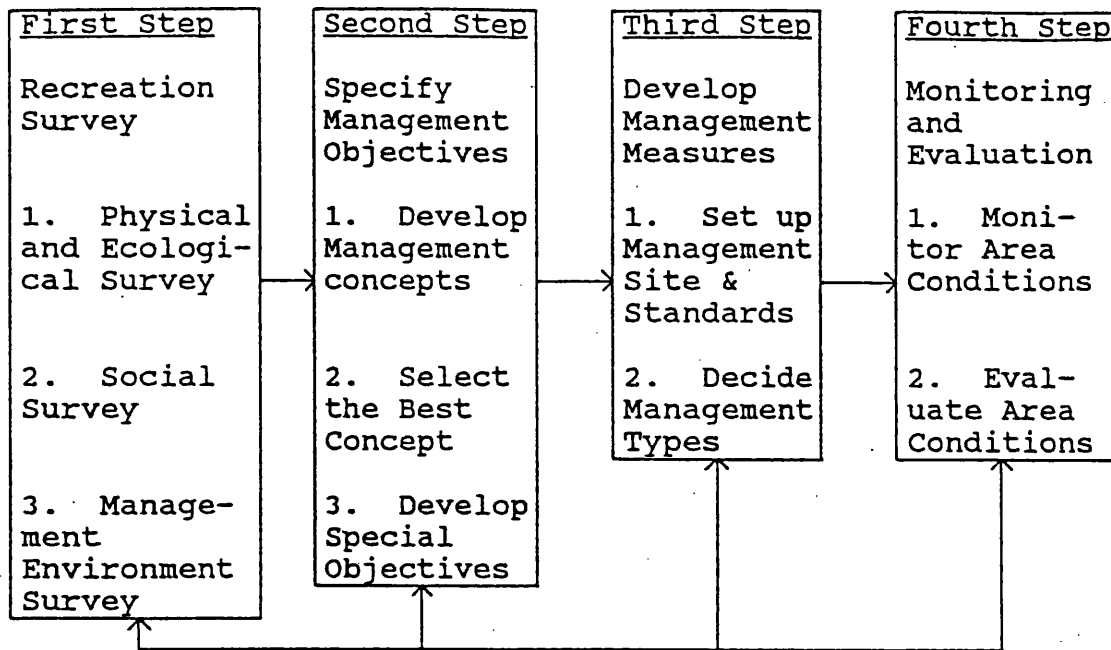 First Step
Recreation
Survey
1. Physical
and Ecologi-
cal Survey
2. Social
Survey
3. Manage-
ment
Environment
Survey
Second Step
Specify
Management
Objectives
1. Develop
Management
concepts
2. Select
the Best
Concept
3. Develop
Special
Objectives
Third Step
Develop
Management
Measures
1. Set up
Management
Site &
Standards
2. Decide
Management
Types
Fourth Step
Monitoring
and
Evaluation
1. Moni-
tor Area
Conditions
2. Eval-
uate Area
Conditions